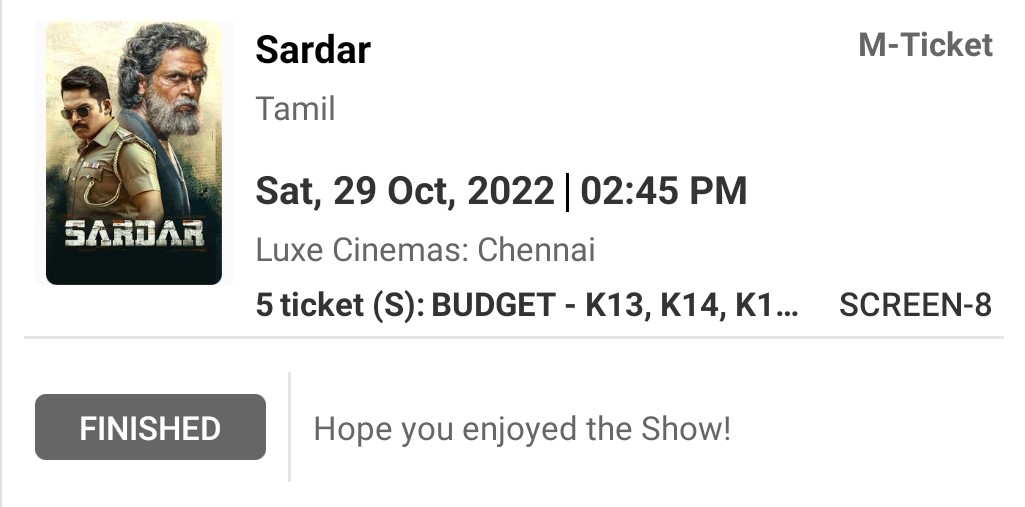 Sardar
M-Ticket
Tamil
Sat, 29 Oct, 2022 | 02:45 PM
Luxe Cinemas: Chennai
5 ticket (S): BUDGET - K13, K14, K1... SCREEN-8
SARDAR
FINISHED
Hope you enjoyed the Show!